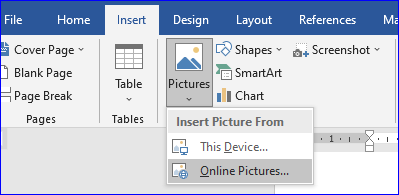 File Home Insert Design Layout References
Cover Page
Blank Page
Page Break
Pages
Table
Tables
Pictures
Shapes
SmartArt
Chart
Screenshot
Insert Picture From
This Device...
Online Pictures...
1